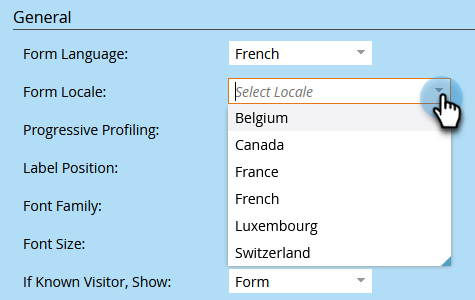 General
Form Language: French
Form Locale: Select Locale
Belgium
Progressive Profiling: Canada
Label Position: France
Font Family: French
Luxembourg
Font Size: Switzerland
If Known Visitor, Show: Form